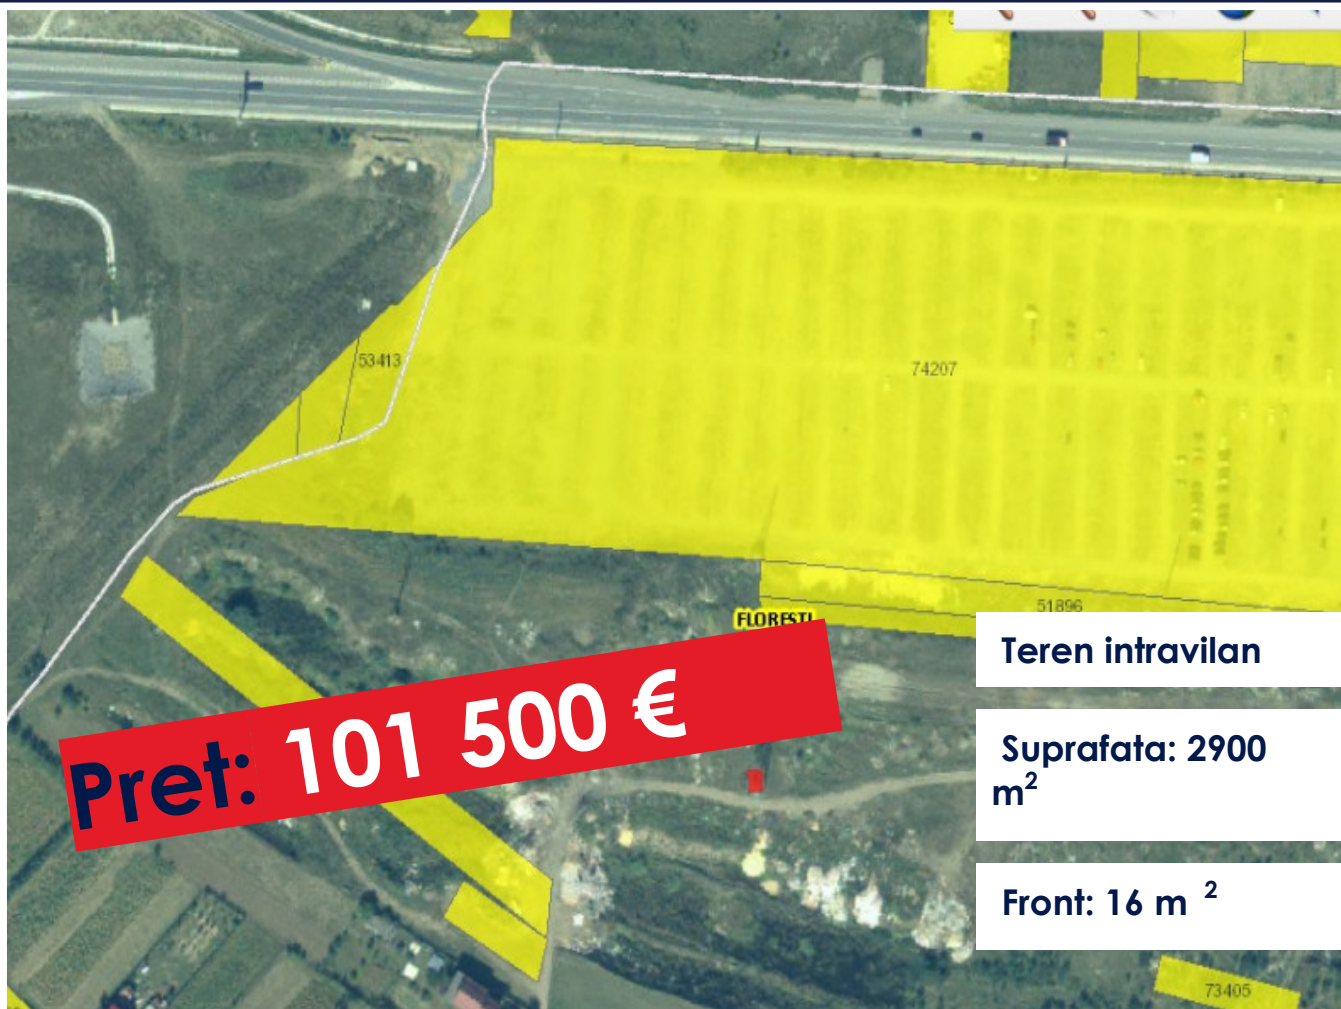 53413
74207
51896
FLORESTI
Teren intravilan
Pret: 101 500 €
Suprafata: 2900
m²
Front: 16 m ²
73405